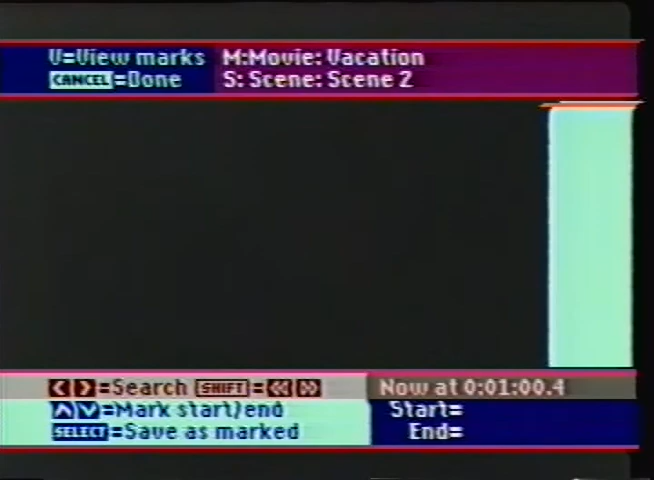 V=View marks M:Movie: Vacation
CANCEL=Done S: Scene: Scene 2
<>=Search SHIFT=«» Now at 0:01:00.4
∧∨=Mark start/end Start=
SELECT=Save as marked End=